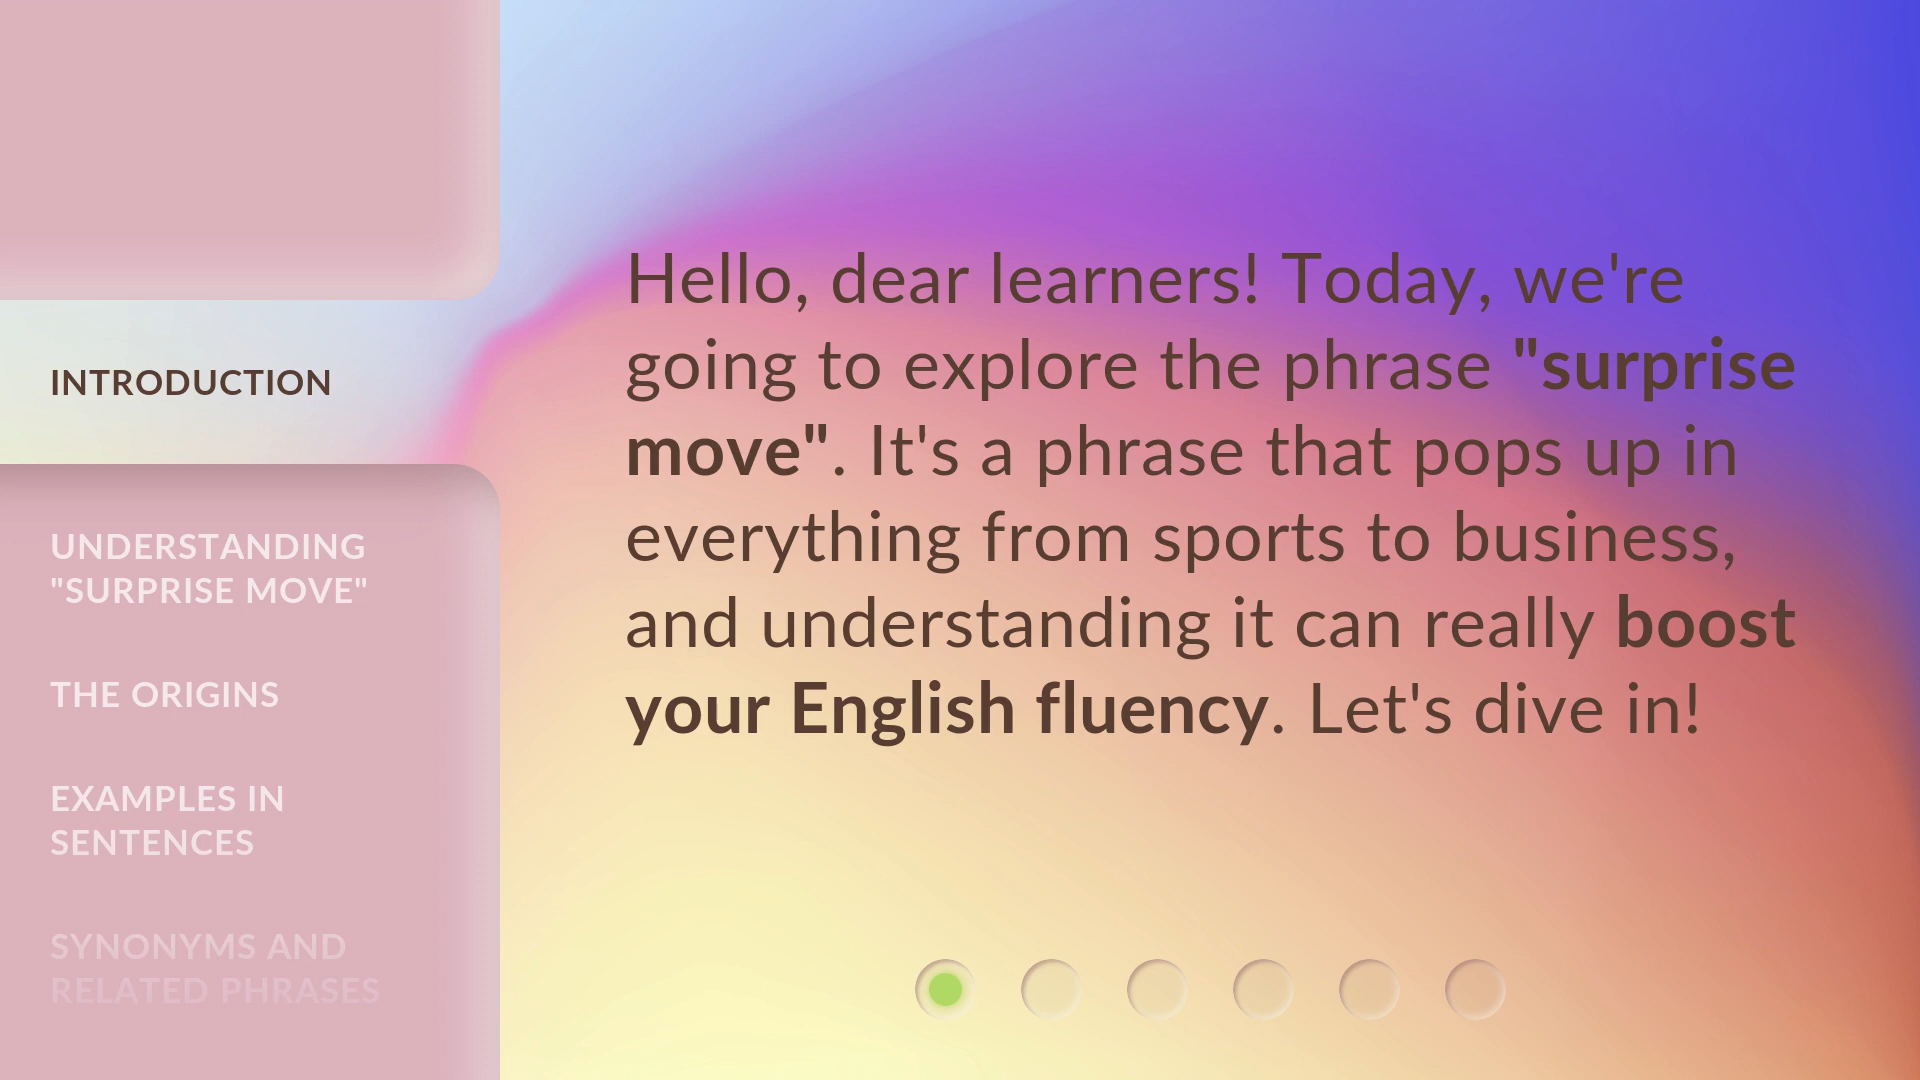 INTRODUCTION
UNDERSTANDING
"SURPRISE MOVE"
THE ORIGINS
EXAMPLES IN
SENTENCES
SYNONYMS AND
RELATED PHRASES
Hello, dear learners! Today, we're
going to explore the phrase "surprise
move". It's a phrase that pops up in
everything from sports to business,
and understanding it can really boost
your English fluency. Let's dive in!